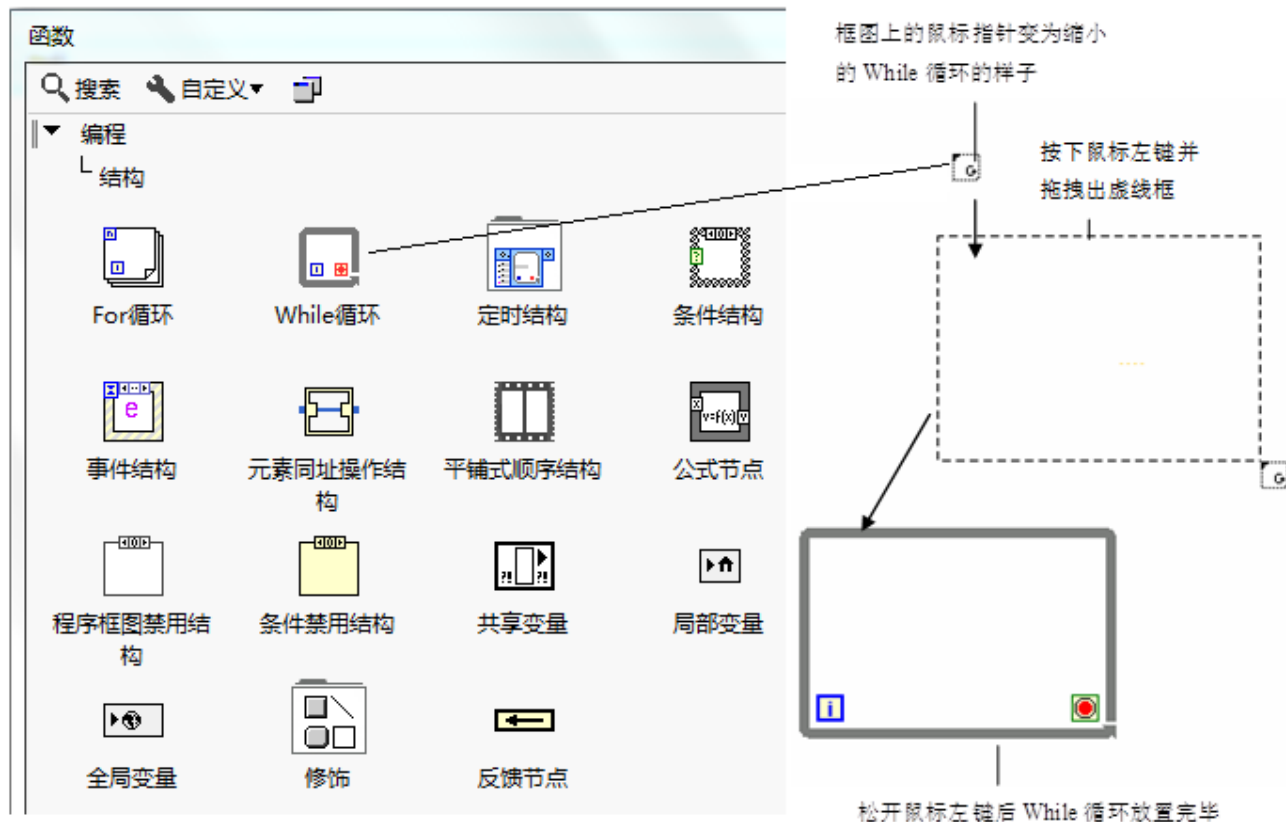 函数
搜索 自定义
编程
结构
For循环 While循环 定时结构 条件结构
事件结构 元素同址操作结 平铺式顺序结构 公式节点
构
程序框图禁用结 条件禁用结构 共享变量 局部变量
构
全局变量 修饰 反馈节点
框图上的鼠标指针变为缩小
的 While 循环的样子
按下鼠标左键并
拖拽出虚线框
i
松开鼠标左键后 While 循环放置完毕